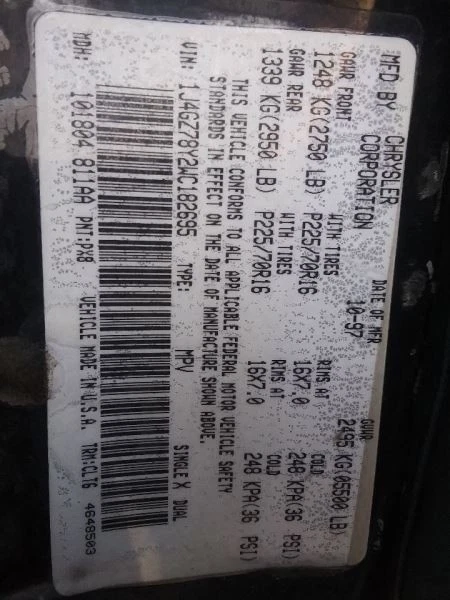 MFD BY CHRYSLER CORPORATION
DATE OF MFR 10-97
GVWR 2495 KG(05500 LB)
GAWR FRONT WITH TIRES RIMS AT COLD
1248 KG(2750 LB) P225/70R16 16X7.0 248 KPA(36 PSI)
GAWR REAR WITH TIRES RIMS AT COLD
1339 KG(2950 LB) P225/70R16 16X7.0 248 KPA(36 PSI)
THIS VEHICLE CONFORMS TO ALL APPLICABLE FEDERAL MOTOR VEHICLE SAFETY
STANDARDS IN EFFECT ON THE DATE OF MANUFACTURE SHOWN ABOVE.
VIN: 1J4GZ78Y2WC182695 TYPE: MPV SINGLE X DUAL
MDH: 101804 811AA PNT:PX8 VEHICLE MADE IN U.S.A. TRM:CLT6 4648503